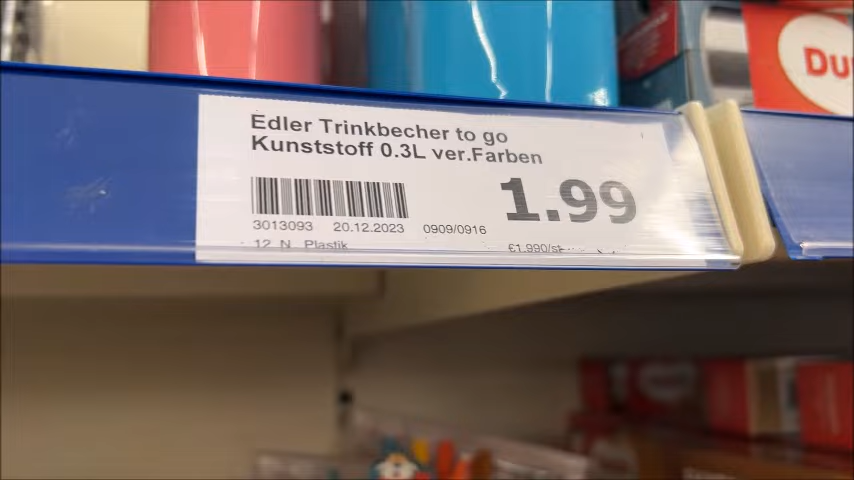 Edler Trinkbecher to go
Kunststoff 0.3L ver.Farben
1.99
3013093 20.12.2023 0909/0916
12 N Plastik
Du